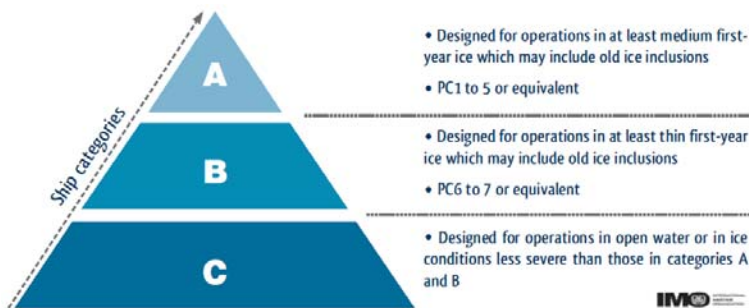 Ship categories
A
• Designed for operations in at least medium first-
year ice which may include old ice inclusions
• PC1 to 5 or equivalent
B
• Designed for operations in at least thin first-year
ice which may include old ice inclusions
• PC6 to 7 or equivalent
C
• Designed for operations in open water or in ice
conditions less severe than those in categories A
and B
IMO
INTERNATIONAL
MARITIME
ORGANIZATION